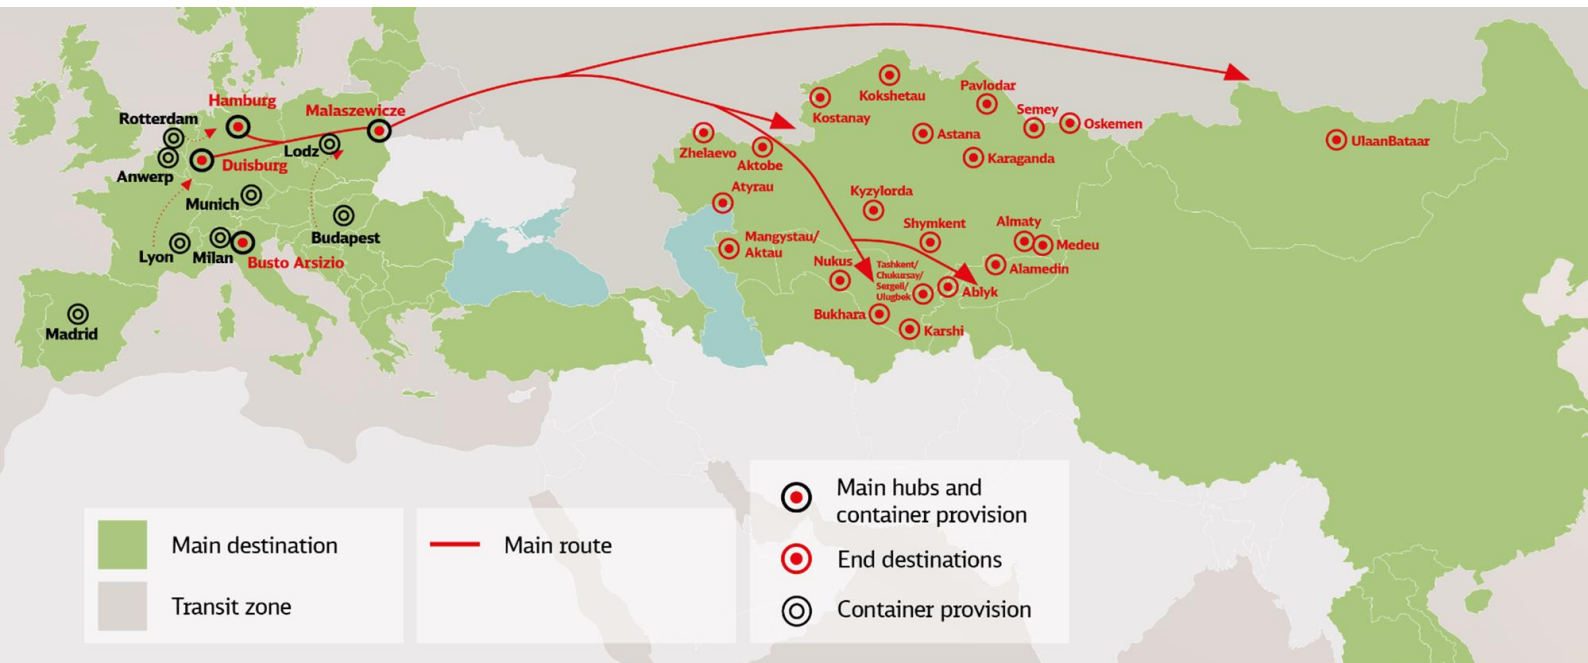 Hamburg
Malaszewicze
Rotterdam
Lodz
Duisburg
Anwerp
Munich
Budapest
Lyon
Milan
Busto Arsizio
Madrid
Kokshetau
Kostanay
Pavlodar
Semey
Oskemen
Astana
Karaganda
UlaanBataar
Zhelaevo
Aktobe
Atyrau
Kyzylorda
Shymkent
Almaty
Medeu
Mangystau/
Aktau
Nukus
Tashkent/
Chukursay/
Sergeli/
Ulugbek
Alamedin
Ablyk
Bukhara
Karshi
Main destination
Transit zone
Main route
Main hubs and
container provision
End destinations
Container provision